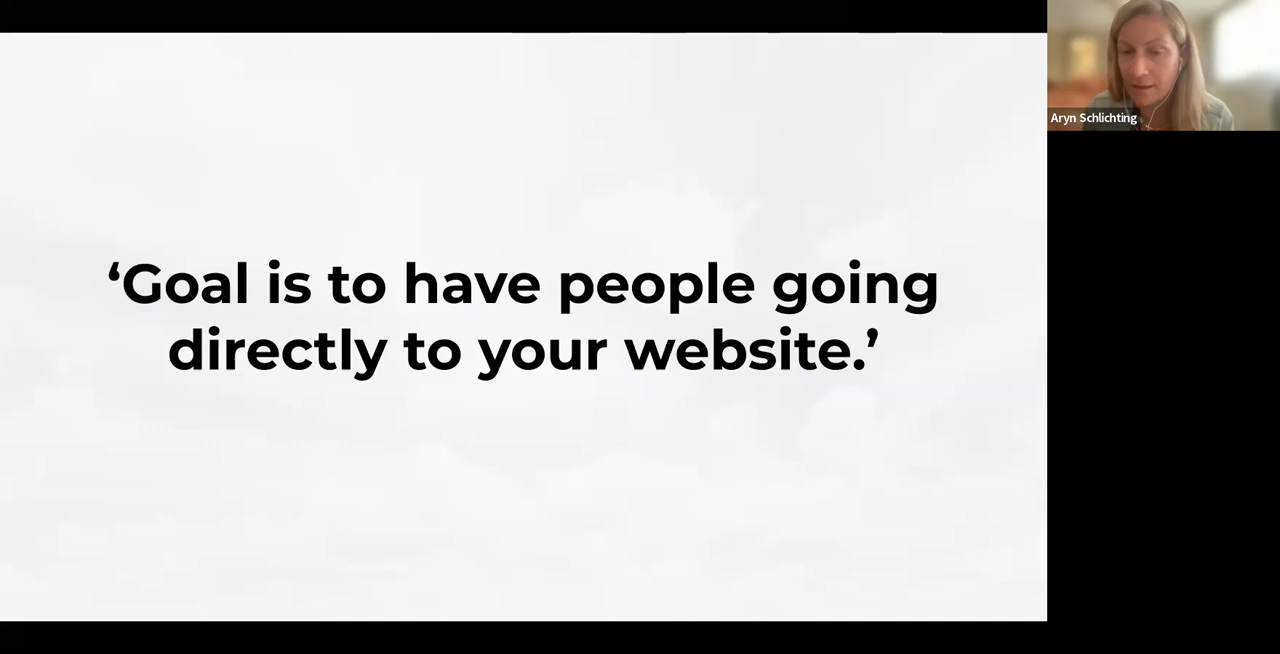 ‘Goal is to have people going
directly to your website.’
Aryn Schlichting